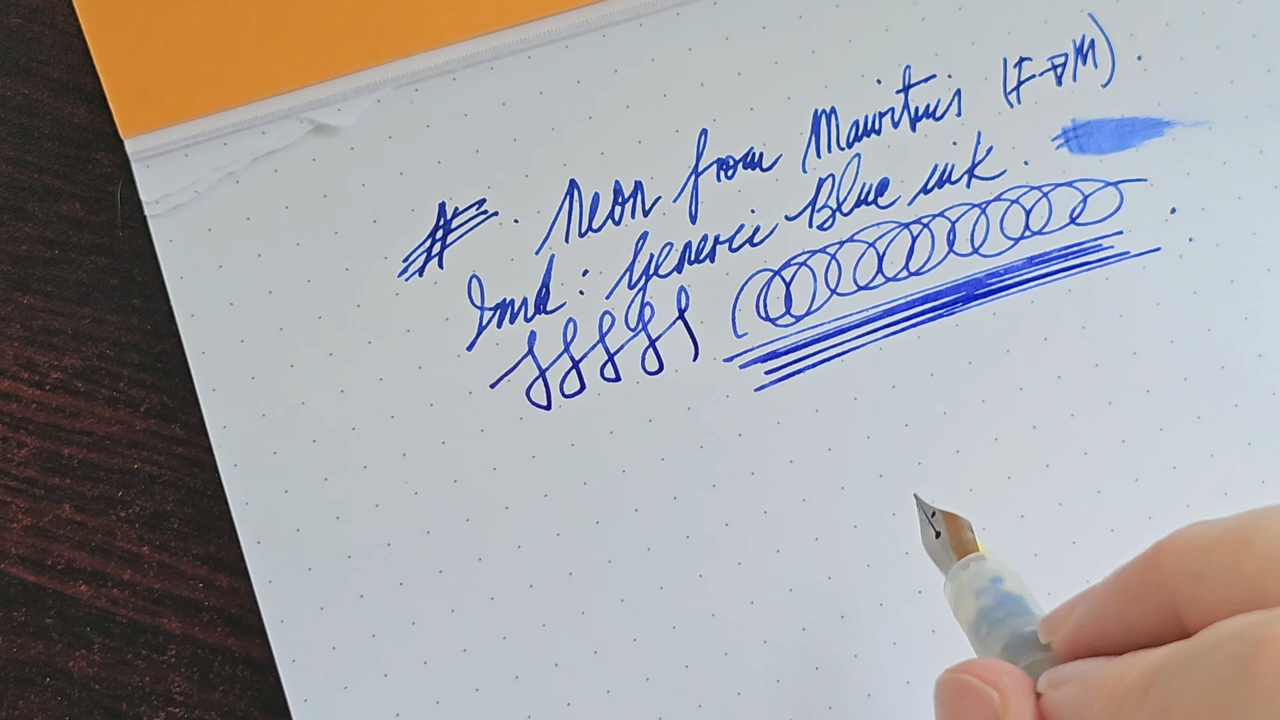 #. Neon from Mauritius (F→M).
Ink: Generic Blue ink.